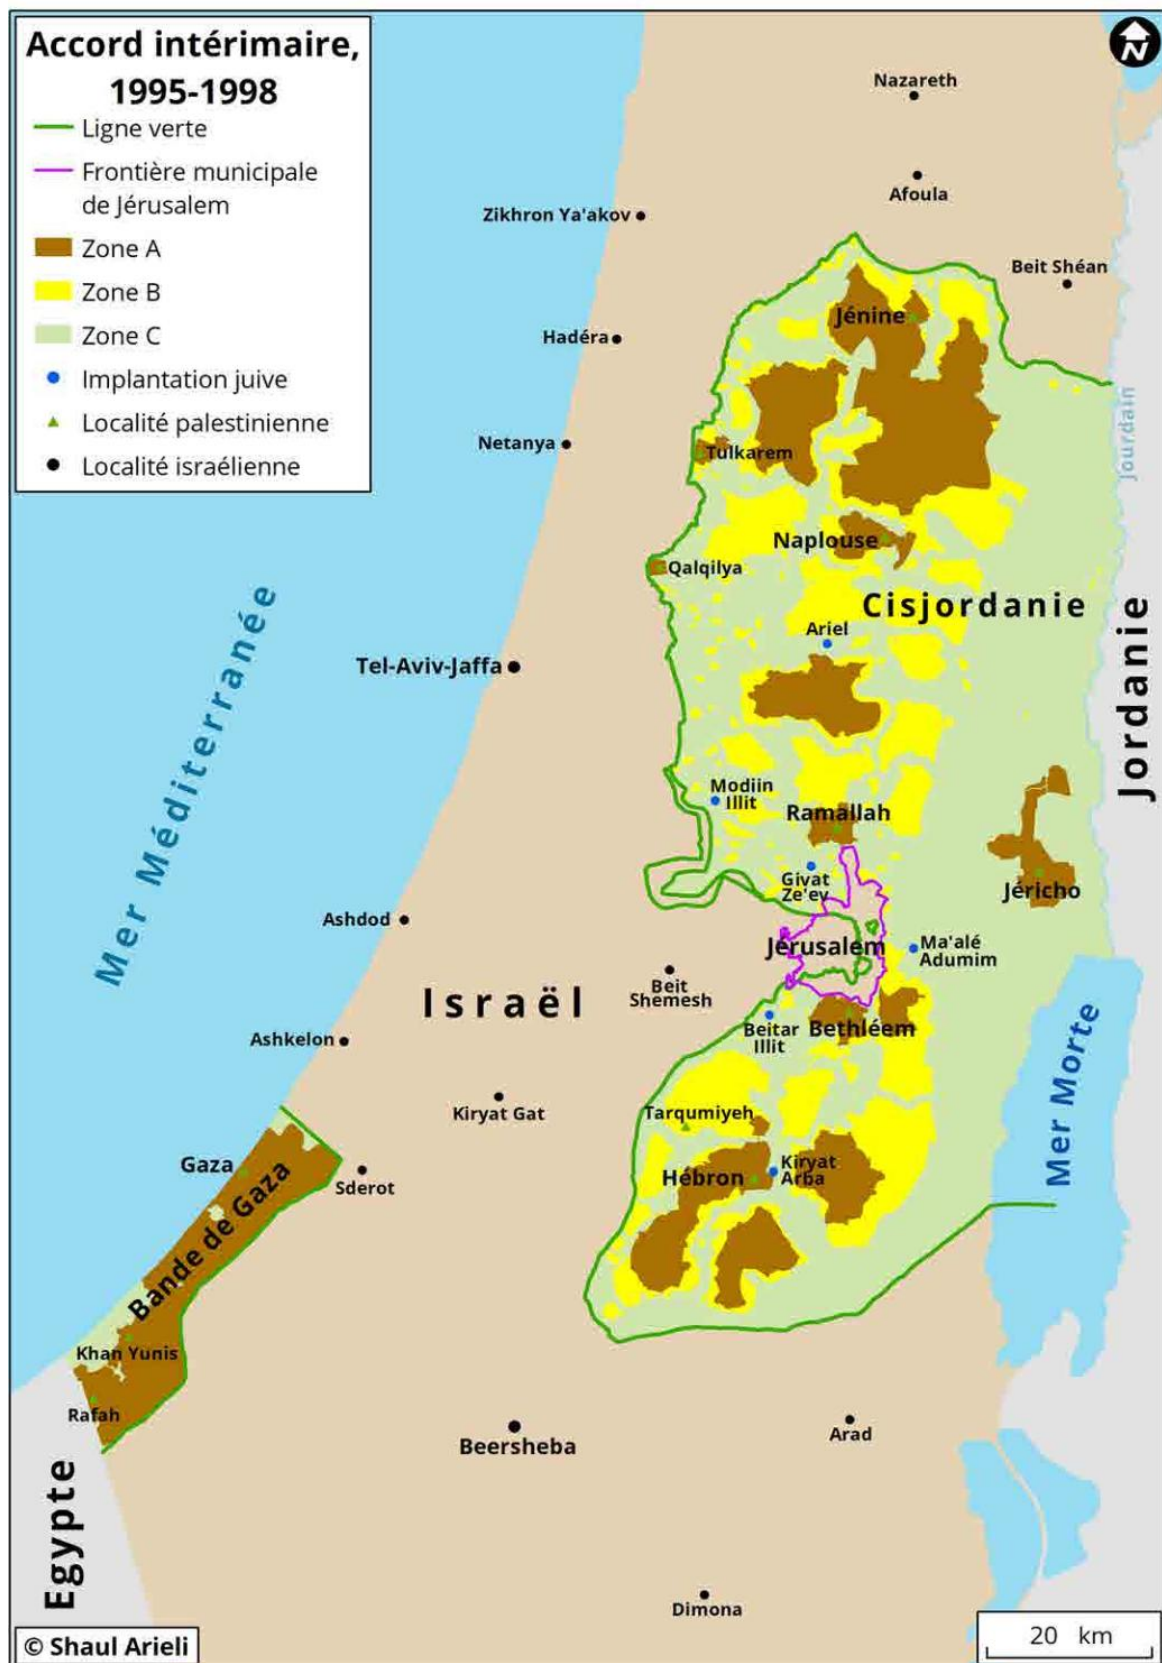 Accord intérimaire,
1995-1998
Ligne verte
Frontière municipale
de Jérusalem
Zone A
Zone B
Zone C
Implantation juive
Localité palestinienne
Localité israélienne
N
Nazareth
Afoula
Zikhron Ya'akov
Beit Shéan
Jénine
Hadéra
Jourdain
Netanya
Tulkarem
Naplouse
Qalqilya
Cisjordanie
Ariel
Tel-Aviv-Jaffa
Mer Méditerranée
Jordanie
Modiin
Illit
Ramallah
Givat
Ze'ev
Jéricho
Ashdod
Jérusalem
Ma'alé
Adumim
Beit
Shemesh
Israël
Beitar
Illit
Bethléem
Ashkelon
Mer Morte
Kiryat Gat
Tarqumiyeh
Gaza
Sderot
Hébron
Kiryat
Arba
Bande de Gaza
Khan Yunis
Rafah
Beersheba
Arad
Egypte
Dimona
© Shaul Arieli
20 km